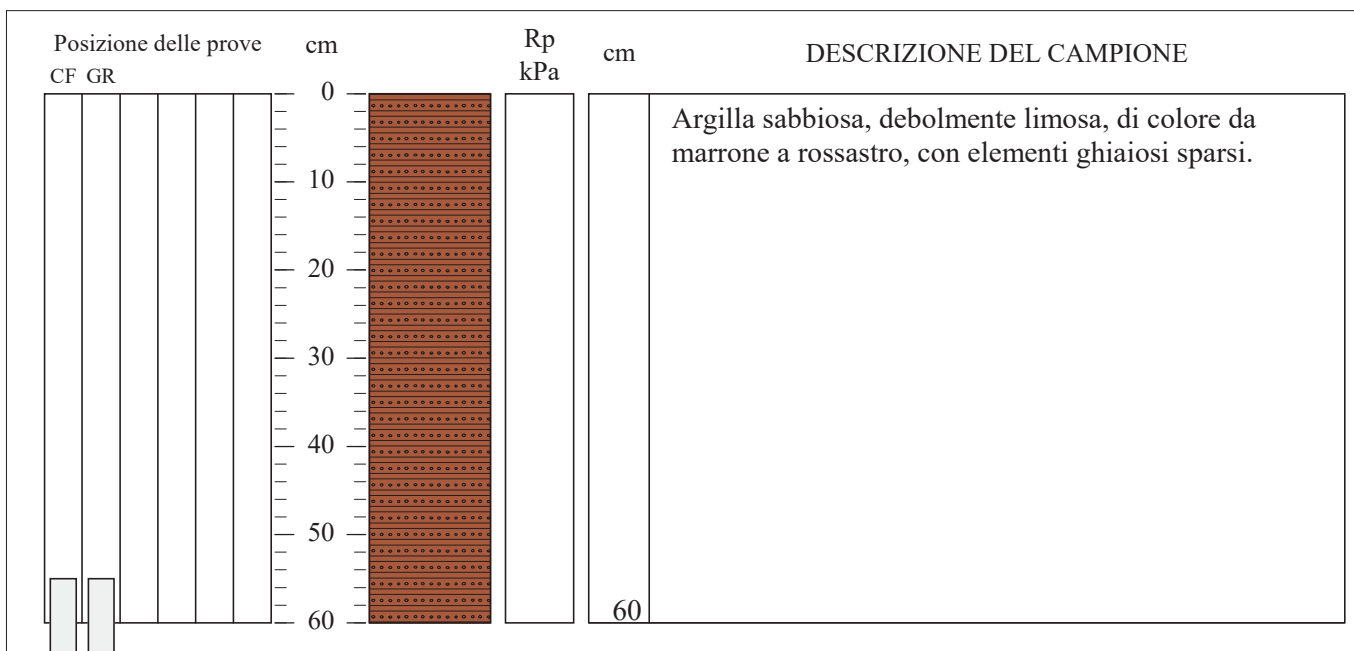 Posizione delle prove
CF GR
cm
Rp
kPa
cm
DESCRIZIONE DEL CAMPIONE
0
10
20
30
40
50
60
60
Argilla sabbiosa, debolmente limosa, di colore da
marrone a rossastro, con elementi ghiaiosi sparsi.